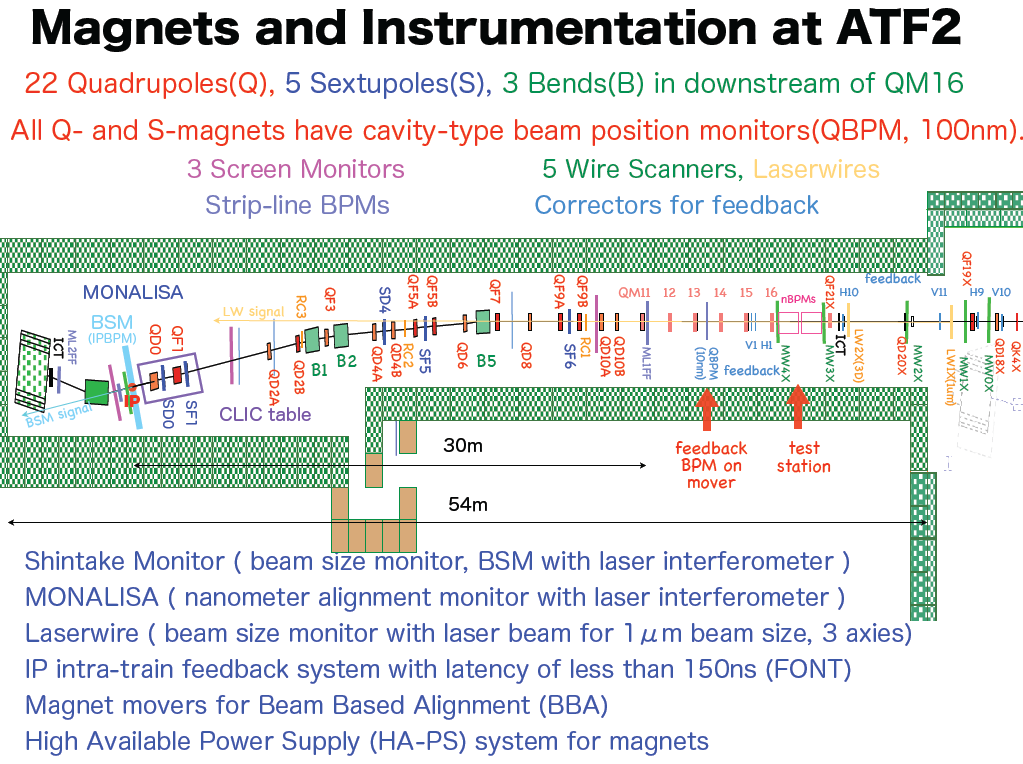 Magnets and Instrumentation at ATF2
22 Quadrupoles(Q), 5 Sextupoles(S), 3 Bends(B) in downstream of QM16
All Q- and S-magnets have cavity-type beam position monitors(QBPM, 100nm).
3 Screen Monitors
5 Wire Scanners, Laserwires
Strip-line BPMs
Correctors for feedback
MONALISA
BSM
(IPBPM)
ICT
ML2FF
QD0
QF1
IP
BSM signal
SD0
SF1
CLIC table
LW signal
QD2A
RC3
QD2B
B1
QF3
B2
SD4
QD4A
QD4B
RC2
QF5A
QF5B
SF5
QD6
QF7
B5
QD8
QF9A
SF6
QF9B
RC1
QD10A
QD10B
QM11
ML1FF
12
13
14
15
16
QBPM
(10nm)
V1 H1
feedback
nBPMs
MW4X
MW3X
QF21X
H10
ICT
LW2X(3D)
feedback
QD20X
MW2X
V11
LW1X(1um)
QF19X
H9
V10
MW1X
MW0X
QD18X
QK4X
feedback
BPM on
mover
test
station
30m
54m
Shintake Monitor ( beam size monitor, BSM with laser interferometer )
MONALISA ( nanometer alignment monitor with laser interferometer )
Laserwire ( beam size monitor with laser beam for 1μm beam size, 3 axies)
IP intra-train feedback system with latency of less than 150ns (FONT)
Magnet movers for Beam Based Alignment (BBA)
High Available Power Supply (HA-PS) system for magnets